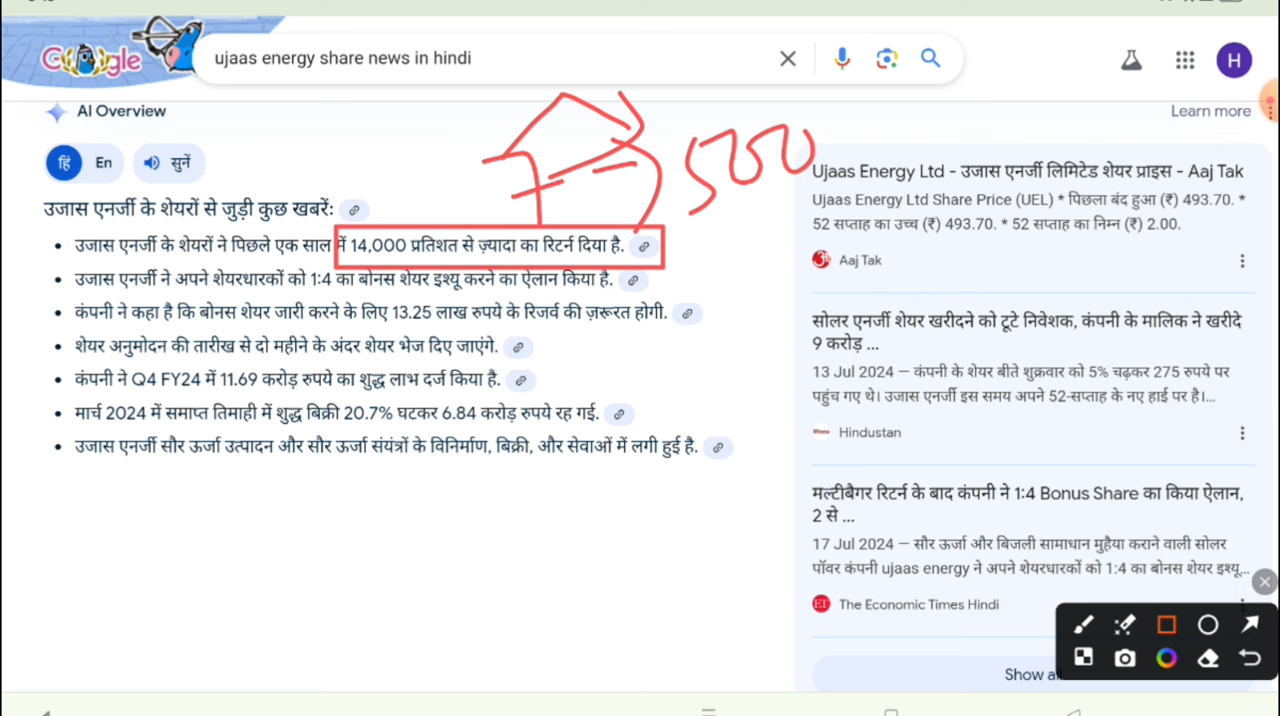 Google
ujaas energy share news in hindi
H
AI Overview
Learn more
हिं En सुनें
500
उजास एनर्जी के शेयरों से जुड़ी कुछ खबरें:
• उजास एनर्जी के शेयरों ने पिछले एक साल में 14,000 प्रतिशत से ज़्यादा का रिटर्न दिया है.
• उजास एनर्जी ने अपने शेयरधारकों को 1:4 का बोनस शेयर इश्यू करने का ऐलान किया है.
• कंपनी ने कहा है कि बोनस शेयर जारी करने के लिए 13.25 लाख रुपये के रिजर्व की ज़रूरत होगी.
• शेयर अनुमोदन की तारीख से दो महीने के अंदर शेयर भेज दिए जाएंगे.
• कंपनी ने Q4 FY24 में 11.69 करोड़ रुपये का शुद्ध लाभ दर्ज किया है.
• मार्च 2024 में समाप्त तिमाही में शुद्ध बिक्री 20.7% घटकर 6.84 करोड़ रुपये रह गई.
• उजास एनर्जी सौर ऊर्जा उत्पादन और सौर ऊर्जा संयंत्रों के विनिर्माण, बिक्री, और सेवाओं में लगी हुई है.
Ujaas Energy Ltd - उजास एनर्जी लिमिटेड शेयर प्राइस - Aaj Tak
Ujaas Energy Ltd Share Price (UEL) * पिछला बंद हुआ (₹) 493.70. *
52 सप्ताह का उच्च (₹) 493.70. * 52 सप्ताह का निम्न (₹) 2.00.
Aaj Tak
सोलर एनर्जी शेयर खरीदने को टूटे निवेशक, कंपनी के मालिक ने खरीदे
9 करोड़ ...
13 Jul 2024 — कंपनी के शेयर बीते शुक्रवार को 5% चढ़कर 275 रुपये पर
पहुंच गए थे। उजास एनर्जी इस समय अपने 52-सप्ताह के नए हाई पर है।...
Hindustan
मल्टीबैगर रिटर्न के बाद कंपनी ने 1:4 Bonus Share का किया ऐलान,
2 से ...
17 Jul 2024 — सौर ऊर्जा और बिजली सामाधान मुहैया कराने वाली सोलर
पॉवर कंपनी ujaas energy ने अपने शेयरधारकों को 1:4 का बोनस शेयर इश्यू...
ET The Economic Times Hindi
Show al